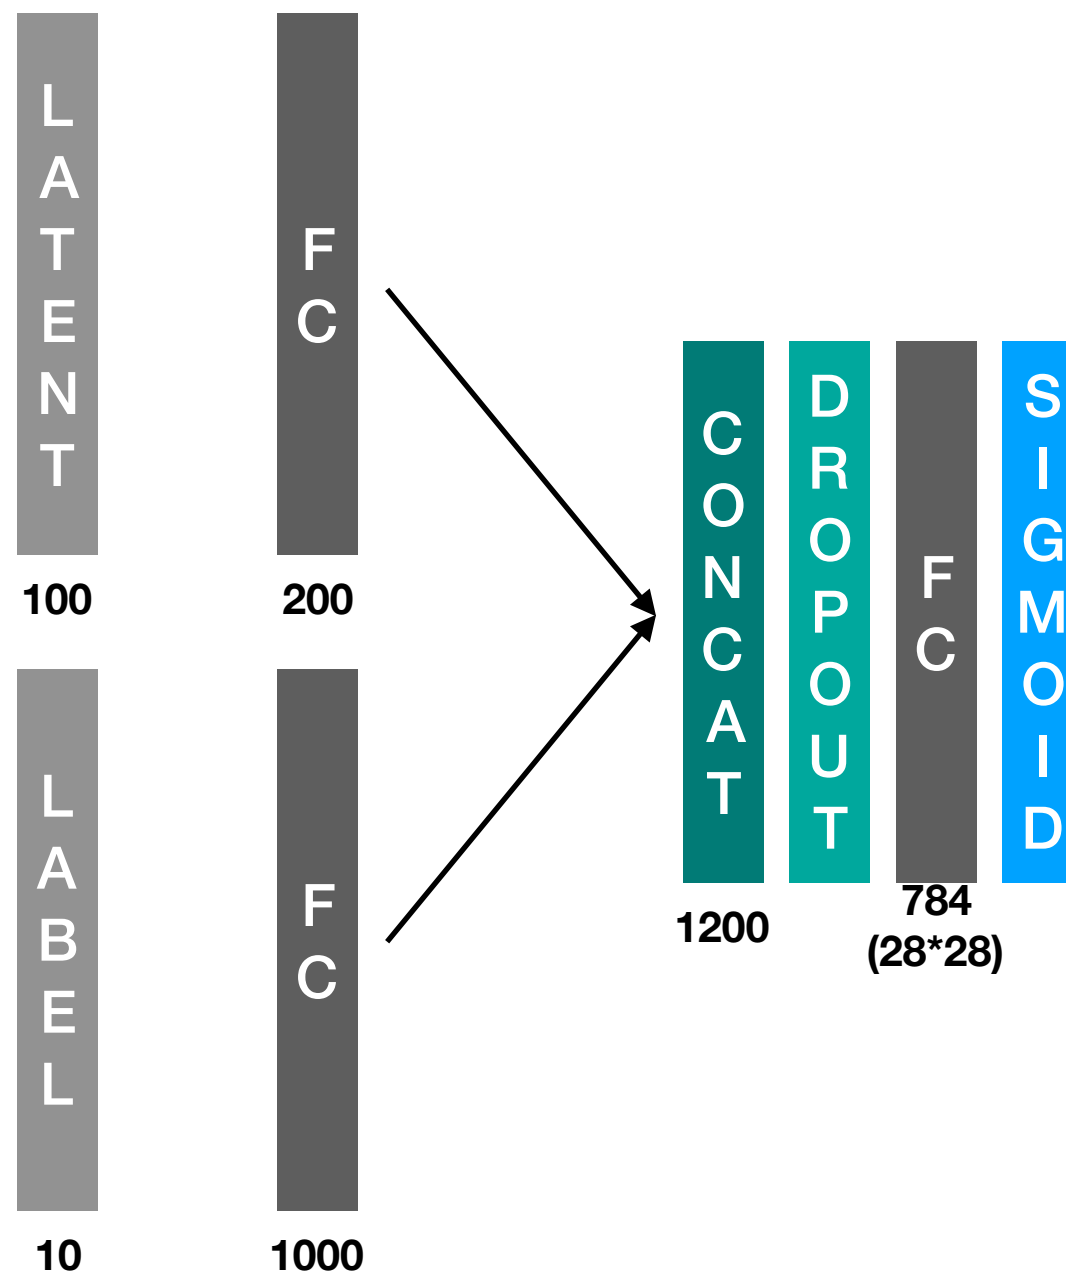 LATENT
100
FC
200
LABEL
10
FC
1000
CONCAT
1200
DROPOUT
FC
784
(28*28)
SIGMOID